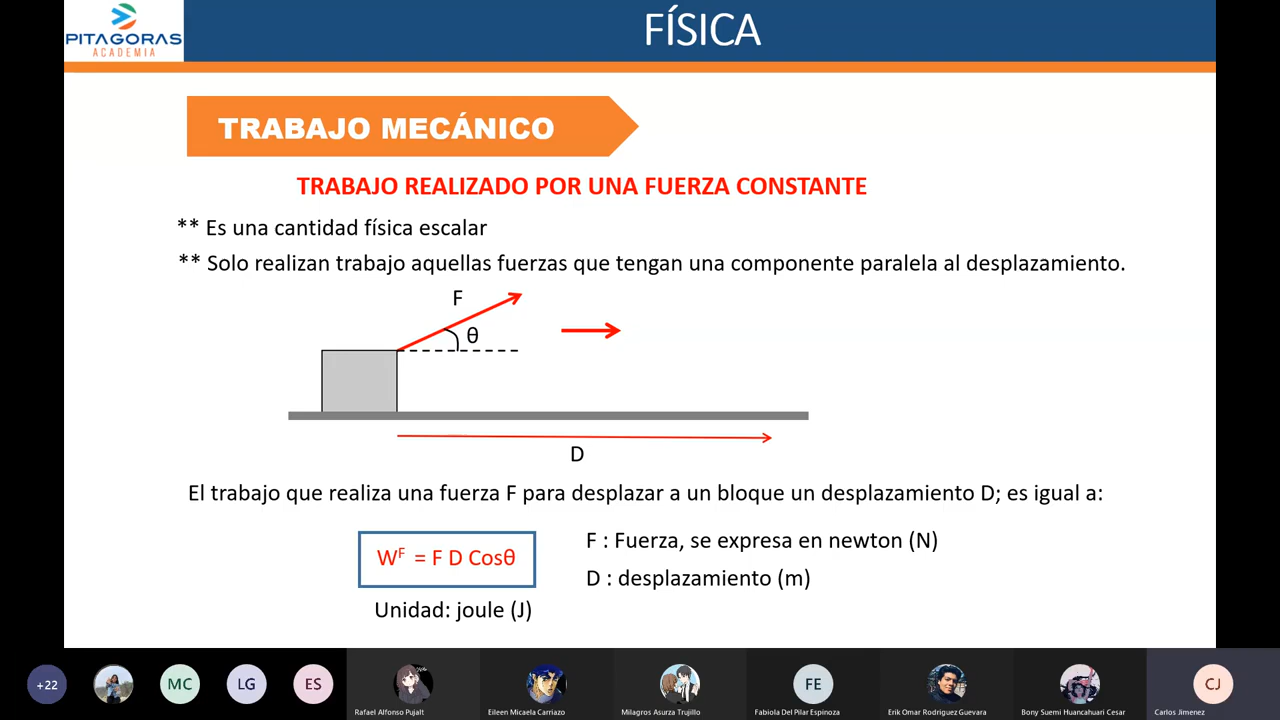 PITAGORAS
ACADEMIA
FÍSICA
TRABAJO MECÁNICO
TRABAJO REALIZADO POR UNA FUERZA CONSTANTE
** Es una cantidad física escalar
** Solo realizan trabajo aquellas fuerzas que tengan una componente paralela al desplazamiento.
F
θ
D
El trabajo que realiza una fuerza F para desplazar a un bloque un desplazamiento D; es igual a:
W^F = F D Cosθ
F : Fuerza, se expresa en newton (N)
D : desplazamiento (m)
Unidad: joule (J)
+22
MC
LG
ES
FE
CJ
Rafael Alfonso Pujalt
Eileen Micaela Carriazo
Milagros Asurza Trujillo
Fabiola Del Pilar Espinoza
Erik Omar Rodriguez Guevara
Bony Suemi Huancahuari Cesar
Carlos Jimenez